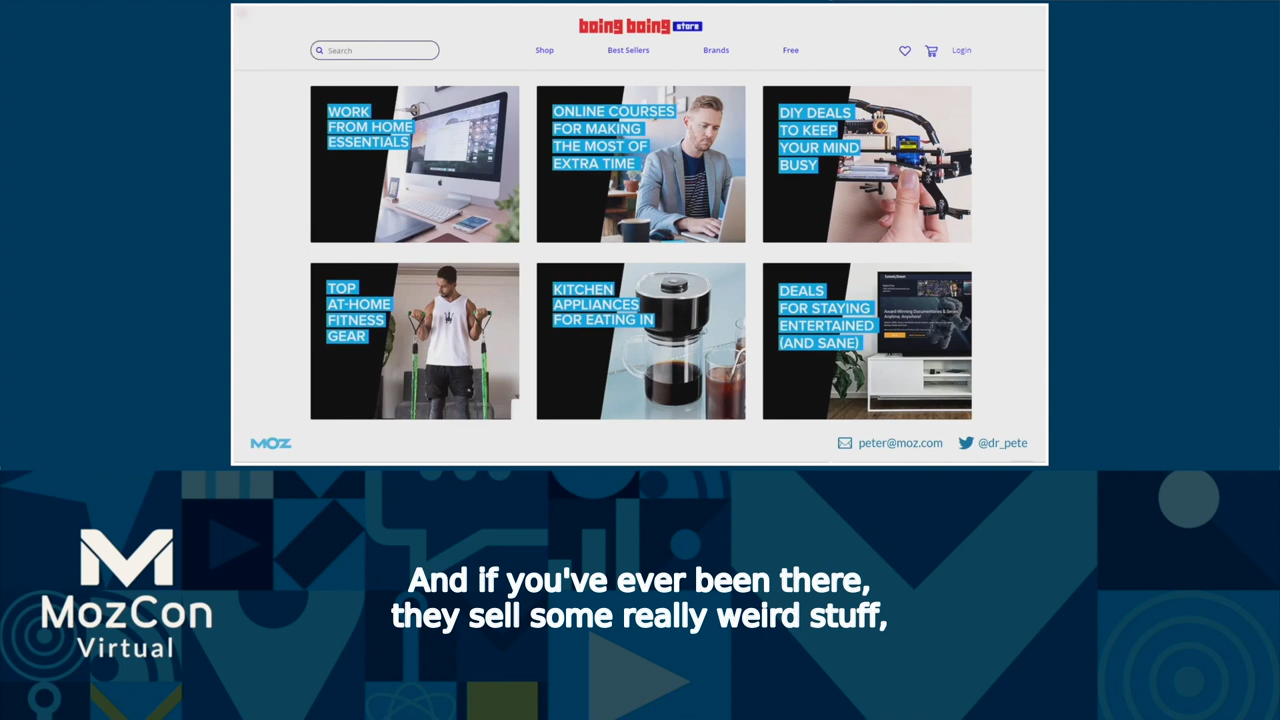 boing boing store
Search
Shop
Best Sellers
Brands
Free
Login
WORK
FROM HOME
ESSENTIALS
ONLINE COURSES
FOR MAKING
THE MOST OF
EXTRA TIME
DIY DEALS
TO KEEP
YOUR MIND
BUSY
TOP
AT-HOME
FITNESS
GEAR
KITCHEN
APPLIANCES
FOR EATING IN
DEALS
FOR STAYING
ENTERTAINED
(AND SANE)
MOZ
peter@moz.com
@dr_pete
M
MozCon
Virtual
And if you've ever been there,
they sell some really weird stuff,